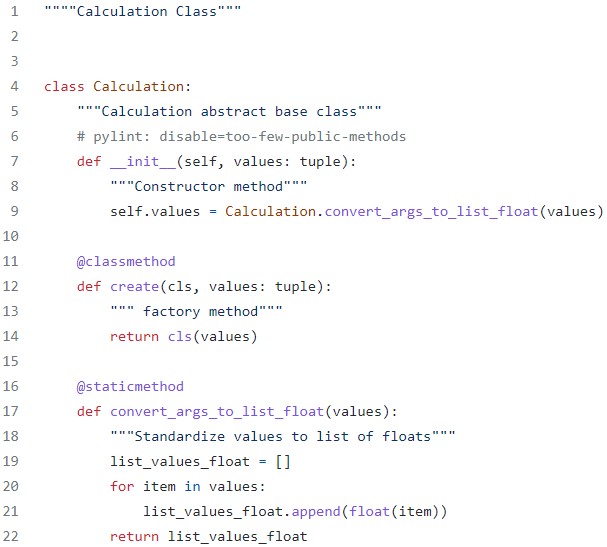 1 """"Calculation Class"""
2
3
4 class Calculation:
5     """Calculation abstract base class"""
6     # pylint: disable=too-few-public-methods
7     def __init__(self, values: tuple):
8         """Constructor method"""
9         self.values = Calculation.convert_args_to_list_float(values)
10
11     @classmethod
12     def create(cls, values: tuple):
13         """ factory method"""
14         return cls(values)
15
16     @staticmethod
17     def convert_args_to_list_float(values):
18         """Standardize values to list of floats"""
19         list_values_float = []
20         for item in values:
21             list_values_float.append(float(item))
22         return list_values_float